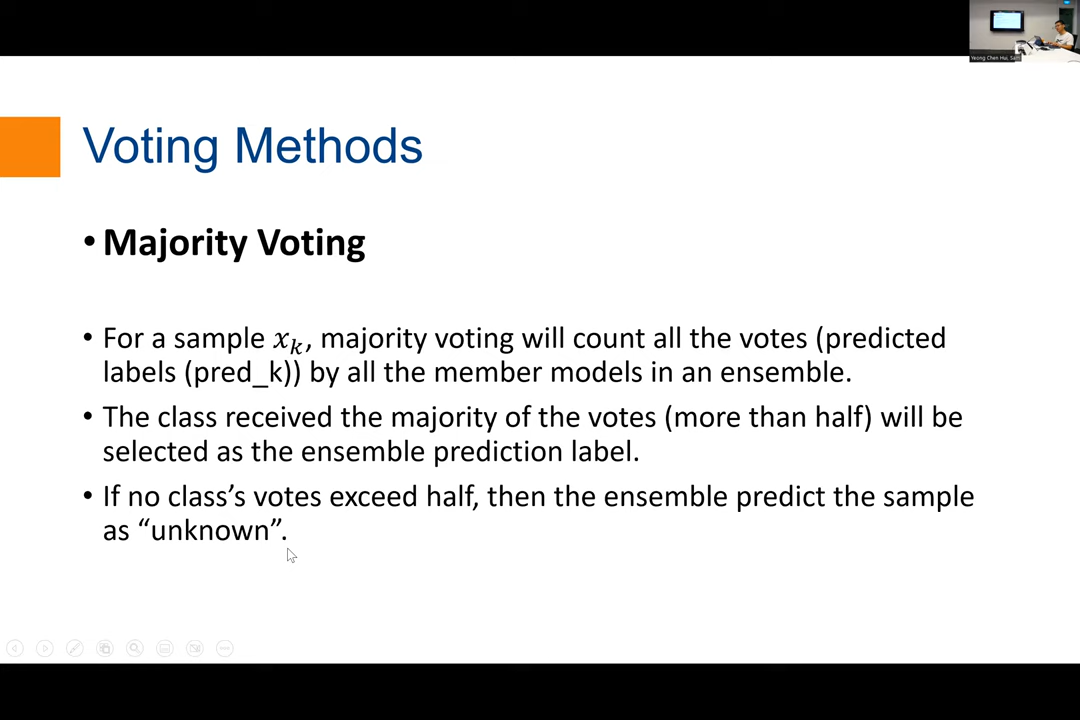 Yeong Chen Hui, Sam
Voting Methods
• Majority Voting
• For a sample xₖ, majority voting will count all the votes (predicted
labels (pred_k)) by all the member models in an ensemble.
• The class received the majority of the votes (more than half) will be
selected as the ensemble prediction label.
• If no class’s votes exceed half, then the ensemble predict the sample
as “unknown”.